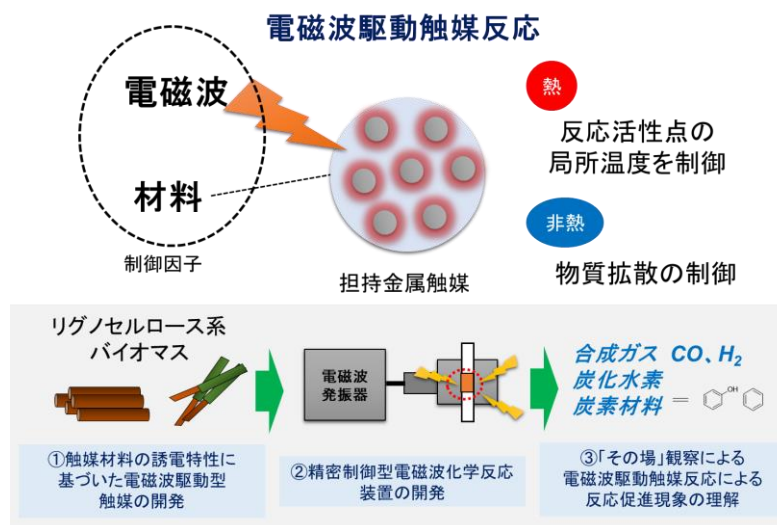 電磁波駆動触媒反応
電磁波
材料
制御因子
担持金属触媒
熱
反応活性点の
局所温度を制御
非熱
物質拡散の制御
リグノセルロース系
バイオマス
電磁波
発振器
合成ガス CO、H2
炭化水素
炭素材料
OH
①触媒材料の誘電特性に
基づいた電磁波駆動型
触媒の開発
②精密制御型電磁波化学反応
装置の開発
③「その場」観察による
電磁波駆動触媒反応による
反応促進現象の理解